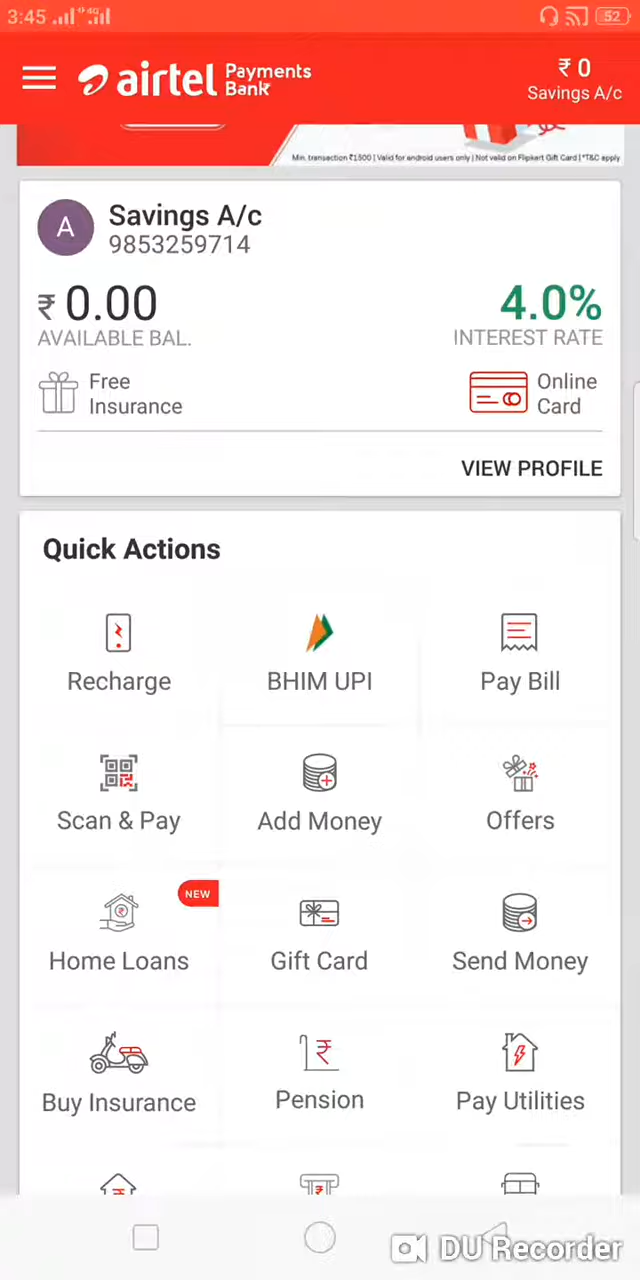 3:45 4G 52
airtel Payments Bank
₹ 0
Savings A/c
Min. transaction ₹1500 | Valid for android users only | Not valid on Flipkart Gift Card | *T&C apply
A
Savings A/c
9853259714
₹ 0.00
4.0%
AVAILABLE BAL.
INTEREST RATE
Free
Insurance
Online
Card
VIEW PROFILE
Quick Actions
Recharge
BHIM UPI
Pay Bill
Scan & Pay
Add Money
Offers
NEW
Home Loans
Gift Card
Send Money
Buy Insurance
Pension
Pay Utilities
DU Recorder